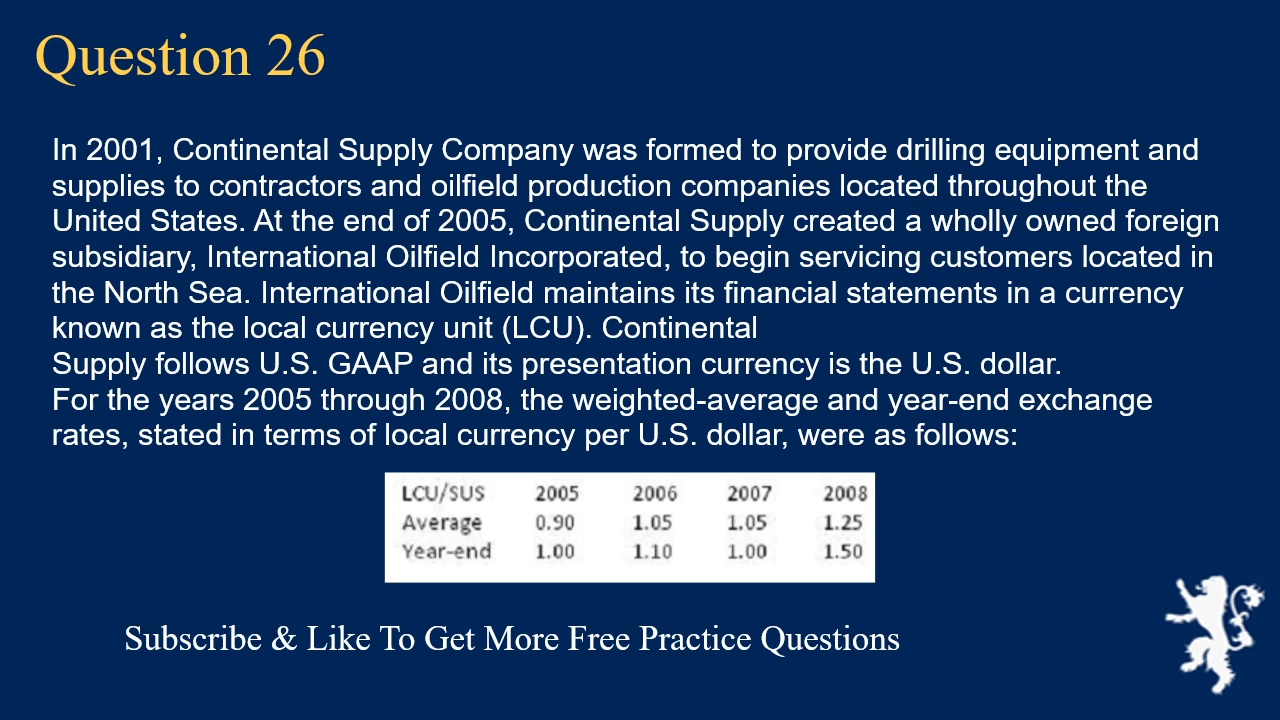 Question 26
In 2001, Continental Supply Company was formed to provide drilling equipment and
supplies to contractors and oilfield production companies located throughout the
United States. At the end of 2005, Continental Supply created a wholly owned foreign
subsidiary, International Oilfield Incorporated, to begin servicing customers located in
the North Sea. International Oilfield maintains its financial statements in a currency
known as the local currency unit (LCU). Continental
Supply follows U.S. GAAP and its presentation currency is the U.S. dollar.
For the years 2005 through 2008, the weighted-average and year-end exchange
rates, stated in terms of local currency per U.S. dollar, were as follows:
LCU/$US 2005 2006 2007 2008
Average 0.90 1.05 1.05 1.25
Year-end 1.00 1.10 1.00 1.50
Subscribe & Like To Get More Free Practice Questions